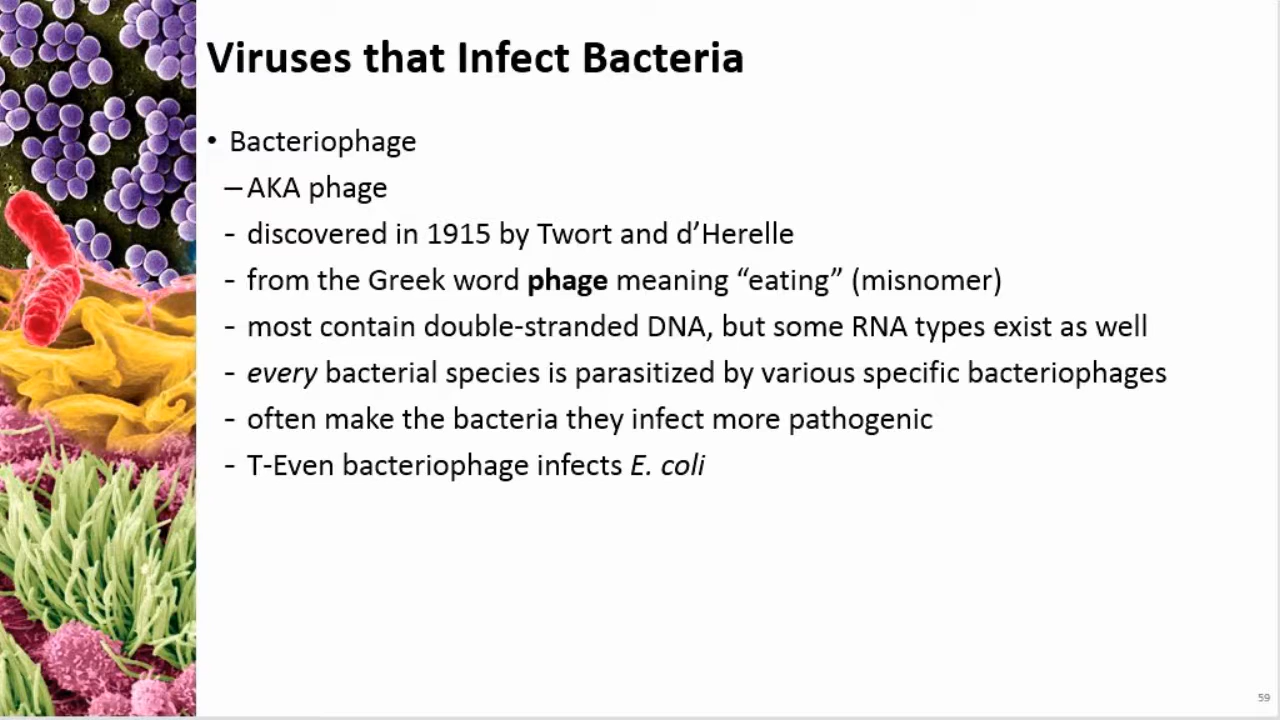 Viruses that Infect Bacteria
• Bacteriophage
– AKA phage
- discovered in 1915 by Twort and d’Herelle
- from the Greek word phage meaning “eating” (misnomer)
- most contain double-stranded DNA, but some RNA types exist as well
- every bacterial species is parasitized by various specific bacteriophages
- often make the bacteria they infect more pathogenic
- T-Even bacteriophage infects E. coli
59